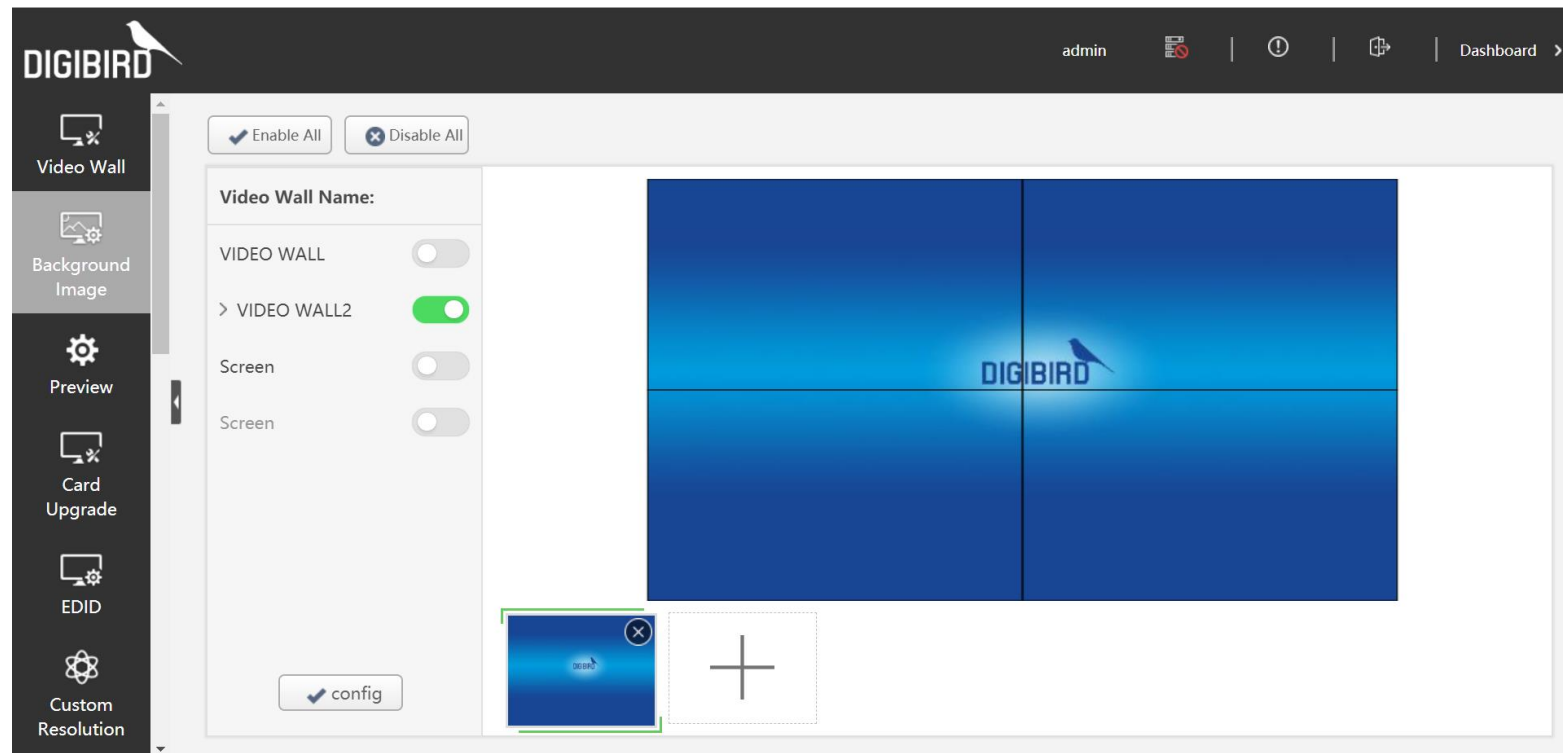 DIGIBIRD
admin
Dashboard
Video Wall
Background
Image
Preview
Card
Upgrade
EDID
Custom
Resolution
Enable All
Disable All
Video Wall Name:
VIDEO WALL
VIDEO WALL2
Screen
Screen
config
DIGIBIRD
DIGIBIRD